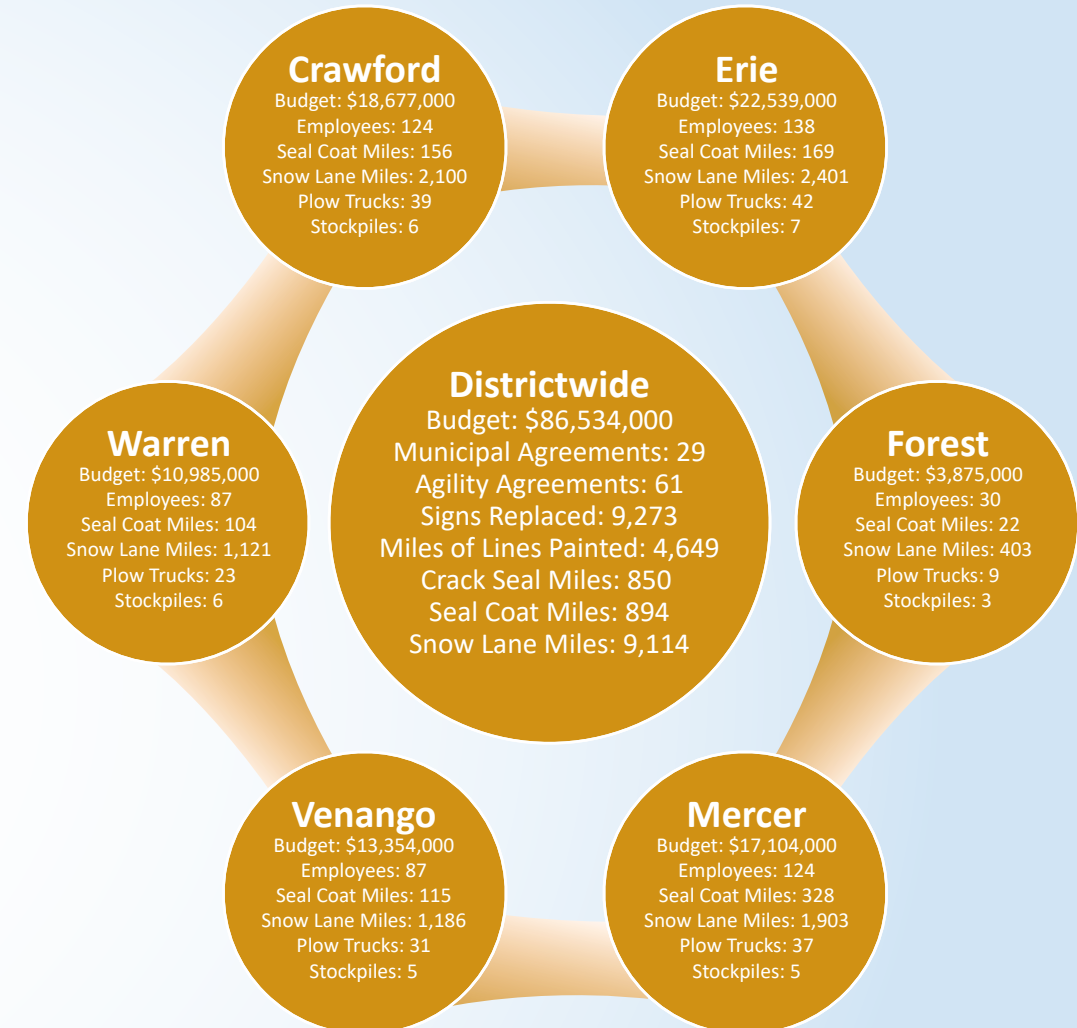 Crawford
Budget: $18,677,000
Employees: 124
Seal Coat Miles: 156
Snow Lane Miles: 2,100
Plow Trucks: 39
Stockpiles: 6
Erie
Budget: $22,539,000
Employees: 138
Seal Coat Miles: 169
Snow Lane Miles: 2,401
Plow Trucks: 42
Stockpiles: 7
Districtwide
Budget: $86,534,000
Municipal Agreements: 29
Agility Agreements: 61
Signs Replaced: 9,273
Miles of Lines Painted: 4,649
Crack Seal Miles: 850
Seal Coat Miles: 894
Snow Lane Miles: 9,114
Warren
Budget: $10,985,000
Employees: 87
Seal Coat Miles: 104
Snow Lane Miles: 1,121
Plow Trucks: 23
Stockpiles: 6
Forest
Budget: $3,875,000
Employees: 30
Seal Coat Miles: 22
Snow Lane Miles: 403
Plow Trucks: 9
Stockpiles: 3
Venango
Budget: $13,354,000
Employees: 87
Seal Coat Miles: 115
Snow Lane Miles: 1,186
Plow Trucks: 31
Stockpiles: 5
Mercer
Budget: $17,104,000
Employees: 124
Seal Coat Miles: 328
Snow Lane Miles: 1,903
Plow Trucks: 37
Stockpiles: 5